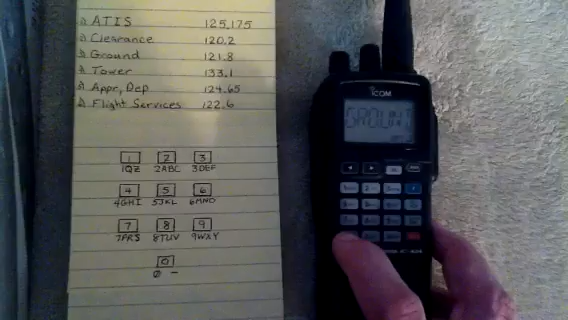 ATIS 125.175
Clearance 120.2
Ground 121.8
Tower 133.1
Appr, Dep 124.65
Flight Services 122.6
1 2 3
1QZ 2ABC 3DEF
4 5 6
4GHI 5JKL 6MNO
7 8 9
7PRS 8TUV 9WXY
0
0 -
ICOM
GROUND